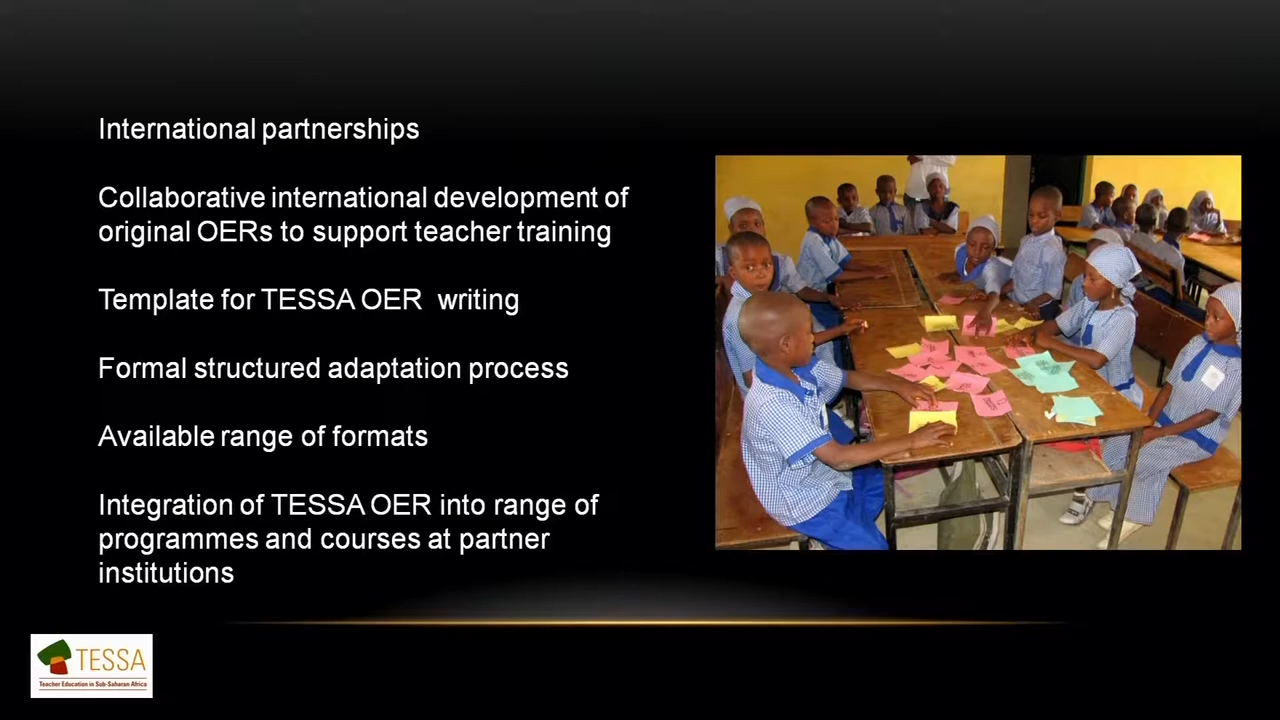 International partnerships
Collaborative international development of
original OERs to support teacher training
Template for TESSA OER writing
Formal structured adaptation process
Available range of formats
Integration of TESSA OER into range of
programmes and courses at partner
institutions
TESSA
Teacher Education in Sub-Saharan Africa